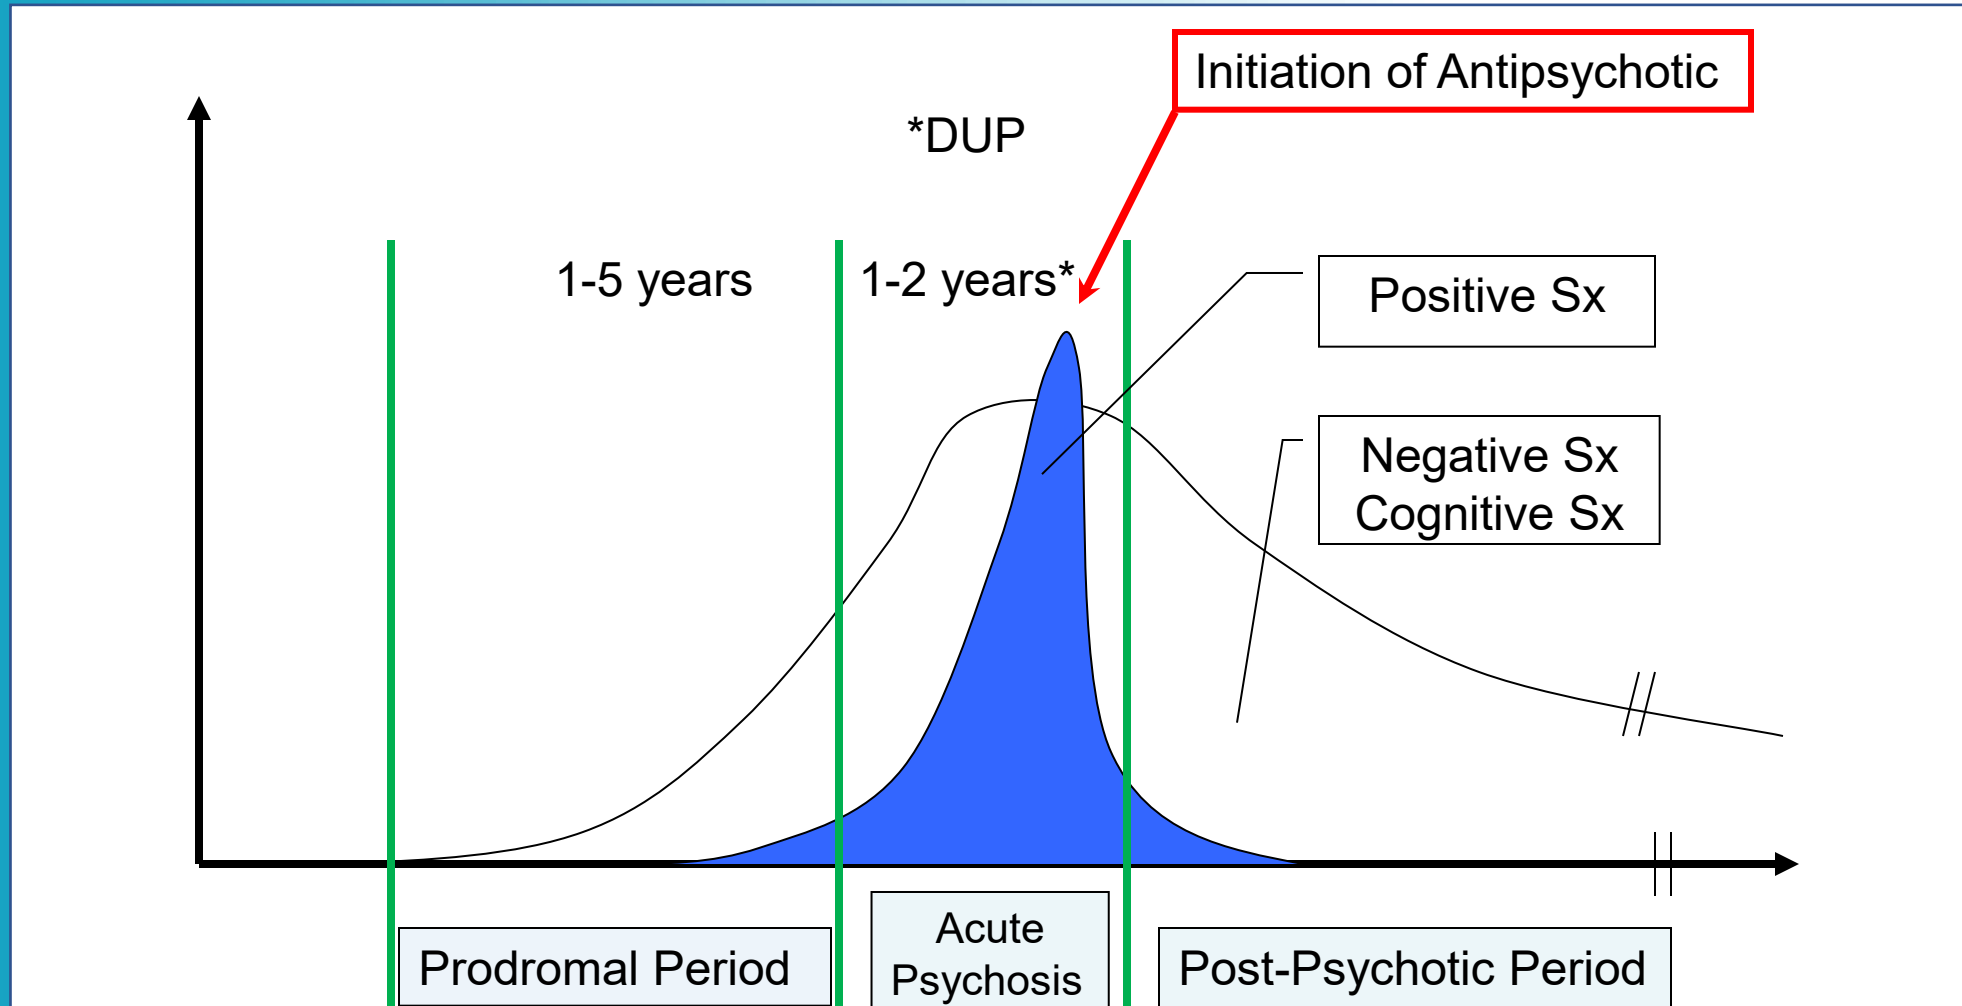 Initiation of Antipsychotic
*DUP
1-5 years
1-2 years*
Positive Sx
Negative Sx
Cognitive Sx
Prodromal Period
Acute
Psychosis
Post-Psychotic Period